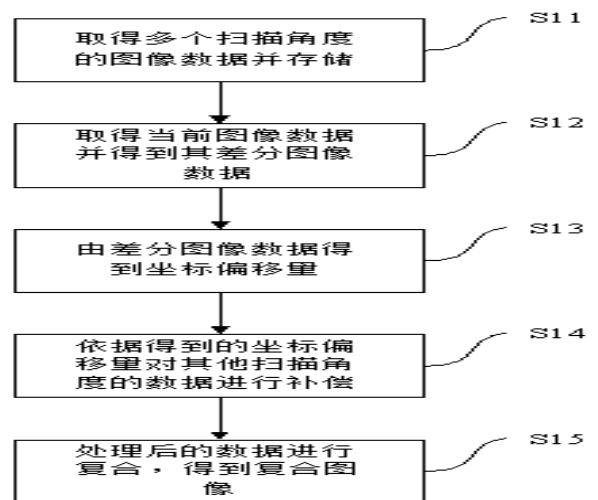 取得多个扫描角度
的图像数据并存储
S11
取得当前图像数据
并得到其差分图像
数据
S12
由差分图像数据得
到坐标偏移量
S13
依据得到的坐标偏
移量对其他扫描角
度的数据进行补偿
S14
处理后的数据进行
复合，得到复合图
像
S15